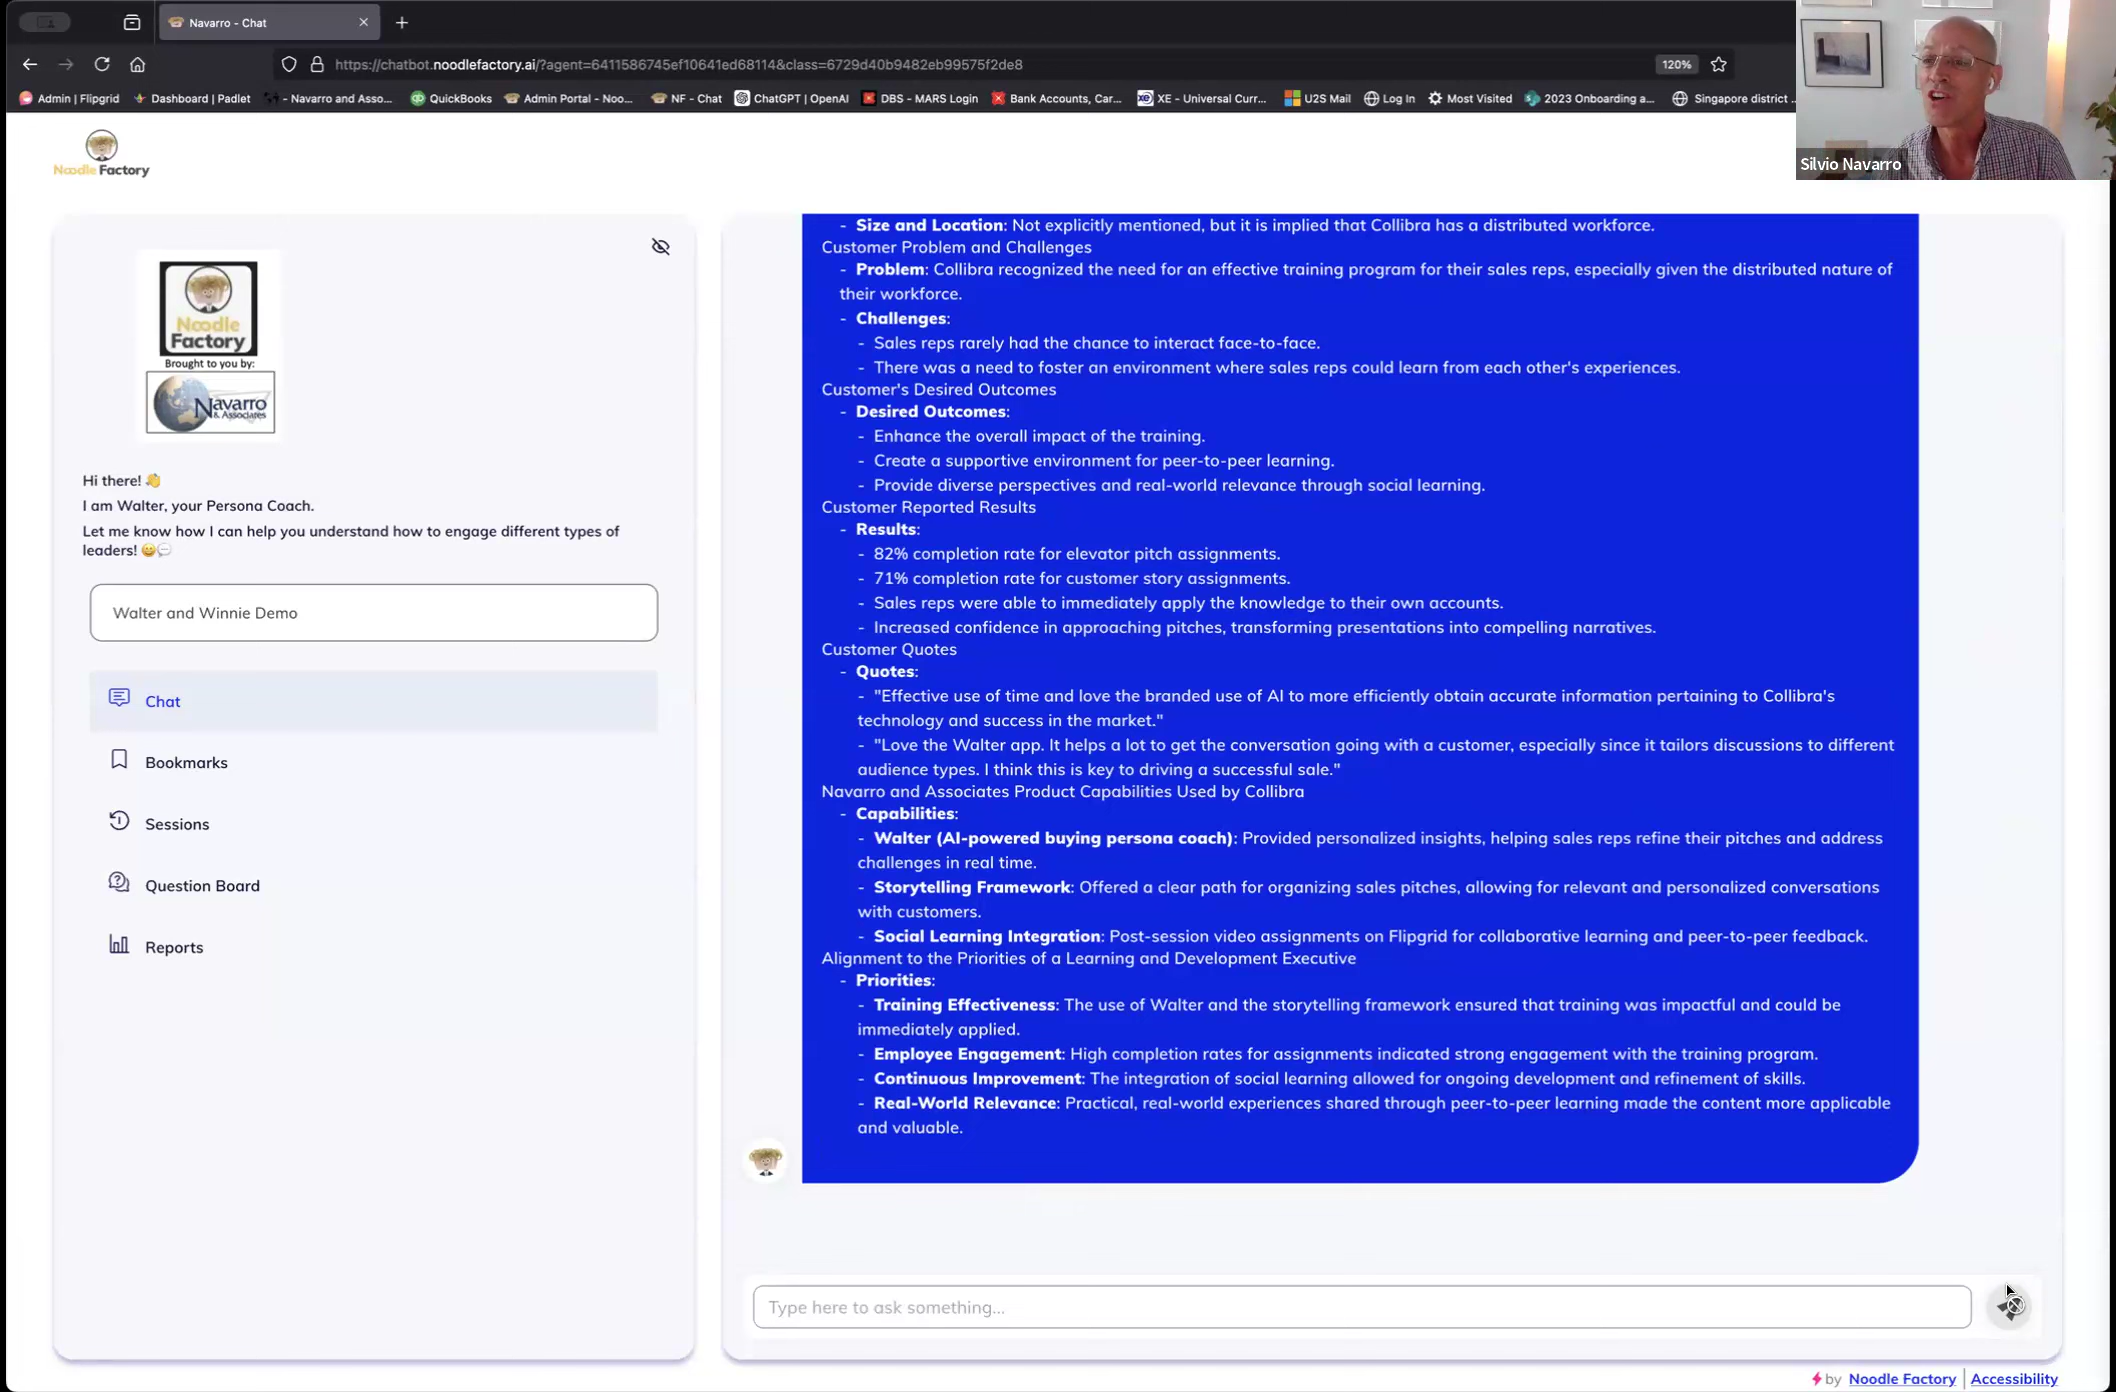 Navarro - Chat
https://chatbot.noodlefactory.ai/?agent=6411586745ef10641ed68114&class=6729d40b9482eb99575f2de8
120%
Admin | Flipgrid
Dashboard | Padlet
- Navarro and Asso...
QuickBooks
Admin Portal - Noo...
NF - Chat
ChatGPT | OpenAI
DBS - MARS Login
Bank Accounts, Car...
XE - Universal Curr...
U2S Mail
Log In
Most Visited
2023 Onboarding a...
Singapore district ...
Silvio Navarro
Noodle Factory
Noodle
Factory
Brought to you by:
Navarro
& Associates
Hi there! 👋
I am Walter, your Persona Coach.
Let me know how I can help you understand how to engage different types of
leaders! 😀💬
Walter and Winnie Demo
Chat
Bookmarks
Sessions
Question Board
Reports
- Size and Location: Not explicitly mentioned, but it is implied that Collibra has a distributed workforce.
Customer Problem and Challenges
- Problem: Collibra recognized the need for an effective training program for their sales reps, especially given the distributed nature of
their workforce.
- Challenges:
- Sales reps rarely had the chance to interact face-to-face.
- There was a need to foster an environment where sales reps could learn from each other's experiences.
Customer's Desired Outcomes
- Desired Outcomes:
- Enhance the overall impact of the training.
- Create a supportive environment for peer-to-peer learning.
- Provide diverse perspectives and real-world relevance through social learning.
Customer Reported Results
- Results:
- 82% completion rate for elevator pitch assignments.
- 71% completion rate for customer story assignments.
- Sales reps were able to immediately apply the knowledge to their own accounts.
- Increased confidence in approaching pitches, transforming presentations into compelling narratives.
Customer Quotes
- Quotes:
- "Effective use of time and love the branded use of AI to more efficiently obtain accurate information pertaining to Collibra's
technology and success in the market."
- "Love the Walter app. It helps a lot to get the conversation going with a customer, especially since it tailors discussions to different
audience types. I think this is key to driving a successful sale."
Navarro and Associates Product Capabilities Used by Collibra
- Capabilities:
- Walter (AI-powered buying persona coach): Provided personalized insights, helping sales reps refine their pitches and address
challenges in real time.
- Storytelling Framework: Offered a clear path for organizing sales pitches, allowing for relevant and personalized conversations
with customers.
- Social Learning Integration: Post-session video assignments on Flipgrid for collaborative learning and peer-to-peer feedback.
Alignment to the Priorities of a Learning and Development Executive
- Priorities:
- Training Effectiveness: The use of Walter and the storytelling framework ensured that training was impactful and could be
immediately applied.
- Employee Engagement: High completion rates for assignments indicated strong engagement with the training program.
- Continuous Improvement: The integration of social learning allowed for ongoing development and refinement of skills.
- Real-World Relevance: Practical, real-world experiences shared through peer-to-peer learning made the content more applicable
and valuable.
Type here to ask something...
by Noodle Factory | Accessibility